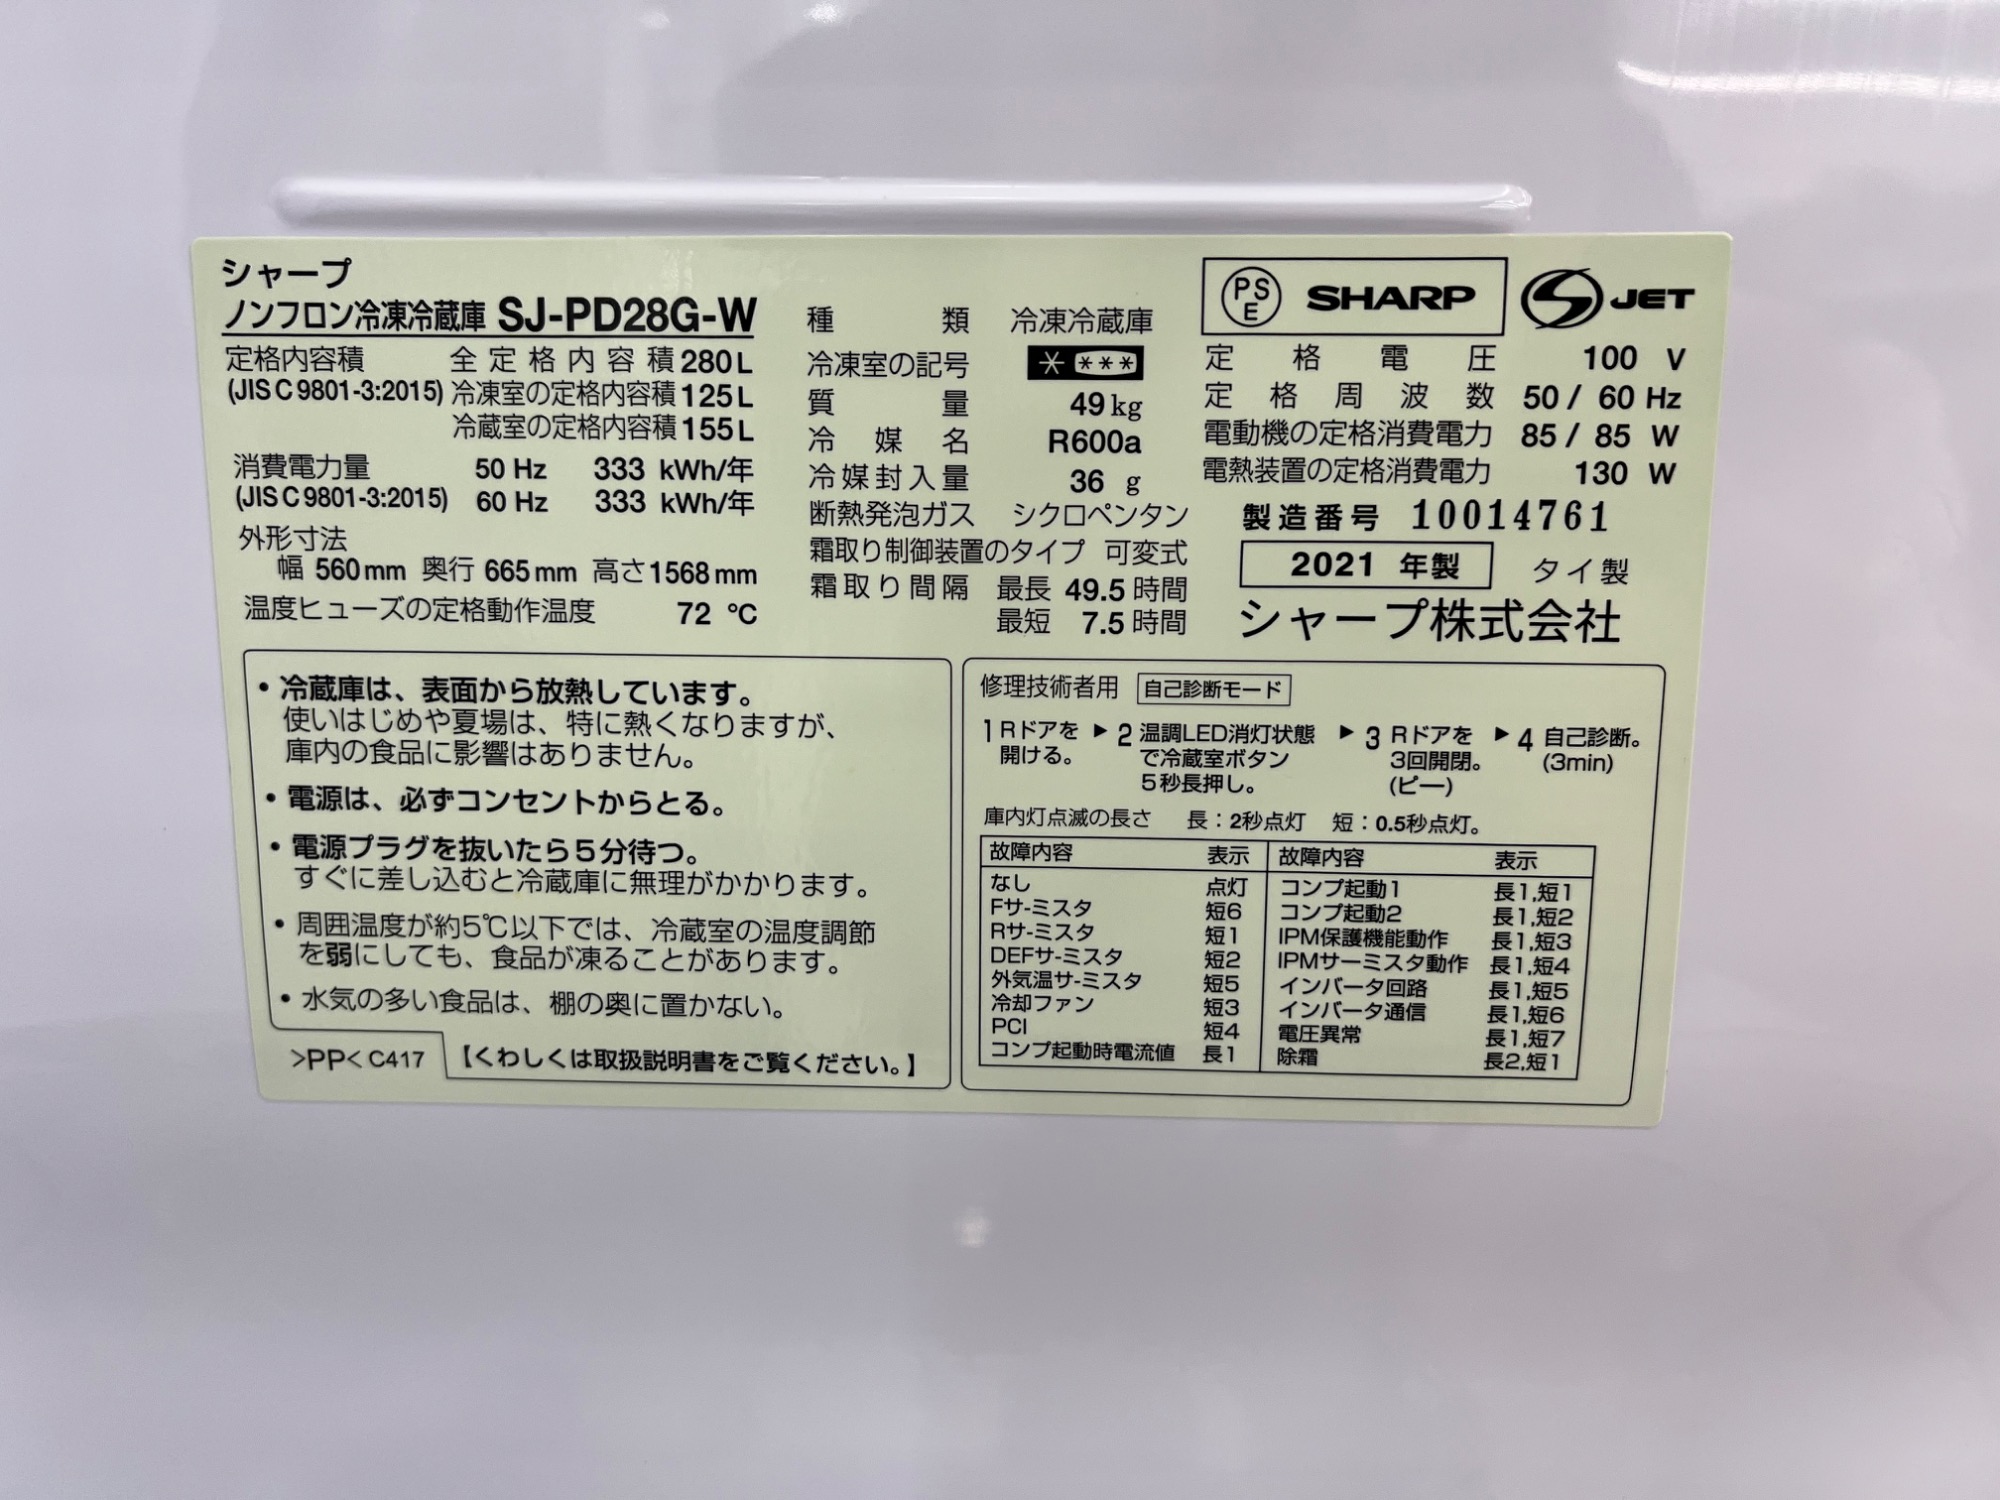 シャープ
ノンフロン冷凍冷蔵庫 SJ-PD28G-W
定格内容積 全定格内容積 280L
(JIS C 9801-3:2015) 冷凍室の定格内容積 125L
冷蔵室の定格内容積 155L
消費電力量 50 Hz 333 kWh/年
(JIS C 9801-3:2015) 60 Hz 333 kWh/年
外形寸法
幅 560mm 奥行 665mm 高さ1568mm
温度ヒューズの定格動作温度 72 ℃
種類 冷凍冷蔵庫
冷凍室の記号 * ***
質量 49kg
冷媒名 R600a
冷媒封入量 36 g
断熱発泡ガス シクロペンタン
霜取り制御装置のタイプ 可変式
霜取り間隔 最長 49.5 時間
最短 7.5 時間
PSE SHARP S JET
定格電圧 100 V
定格周波数 50 / 60 Hz
電動機の定格消費電力 85 / 85 W
電熱装置の定格消費電力 130 W
製造番号 10014761
2021 年製 タイ製
シャープ株式会社
・冷蔵庫は、表面から放熱しています。
使いはじめや夏場は、特に熱くなりますが、
庫内の食品に影響はありません。
・電源は、必ずコンセントからとる。
・電源プラグを抜いたら5分待つ。
すぐに差し込むと冷蔵庫に無理がかかります。
・周囲温度が約5℃以下では、冷蔵室の温度調節
を弱にしても、食品が凍ることがあります。
・水気の多い食品は、棚の奥に置かない。
>PP< C417 【くわしくは取扱説明書をご覧ください。】
修理技術者用 自己診断モード
1 Rドアを ▶ 2 温調LED消灯状態 ▶ 3 Rドアを ▶ 4 自己診断。
開ける。 で冷蔵室ボタン 3回開閉。 (3min)
5秒長押し。 (ピー)
庫内灯点滅の長さ 長：2秒点灯 短：0.5秒点灯。
故障内容 表示 故障内容 表示
なし 点灯 コンプ起動1 長1,短1
Fサ-ミスタ 短6 コンプ起動2 長1,短2
Rサ-ミスタ 短1 IPM保護機能動作 長1,短3
DEFサ-ミスタ 短2 IPMサーミスタ動作 長1,短4
外気温サ-ミスタ 短5 インバータ回路 長1,短5
冷却ファン 短3 インバータ通信 長1,短6
PCI 短4 電圧異常 長1,短7
コンプ起動時電流値 長1 除霜 長2,短1